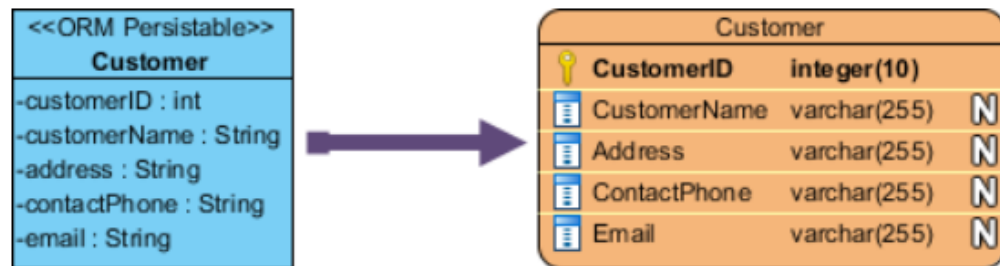 <<ORM Persistable>>
Customer
-customerID : int
-customerName : String
-address : String
-contactPhone : String
-email : String
Customer
CustomerID integer(10)
CustomerName varchar(255) N
Address varchar(255) N
ContactPhone varchar(255) N
Email varchar(255) N